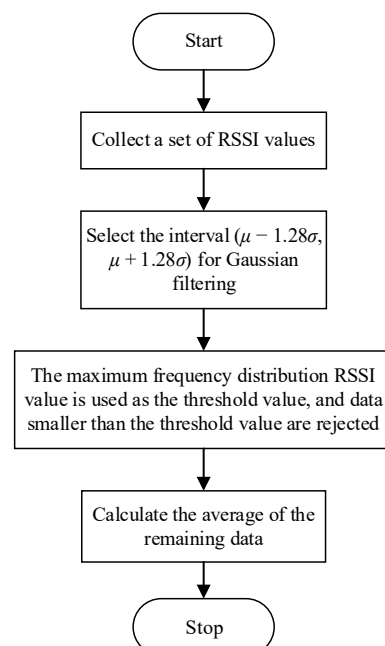 Start
Collect a set of RSSI values
Select the interval (μ − 1.28σ,
μ + 1.28σ) for Gaussian
filtering
The maximum frequency distribution RSSI
value is used as the threshold value, and data
smaller than the threshold value are rejected
Calculate the average of the
remaining data
Stop